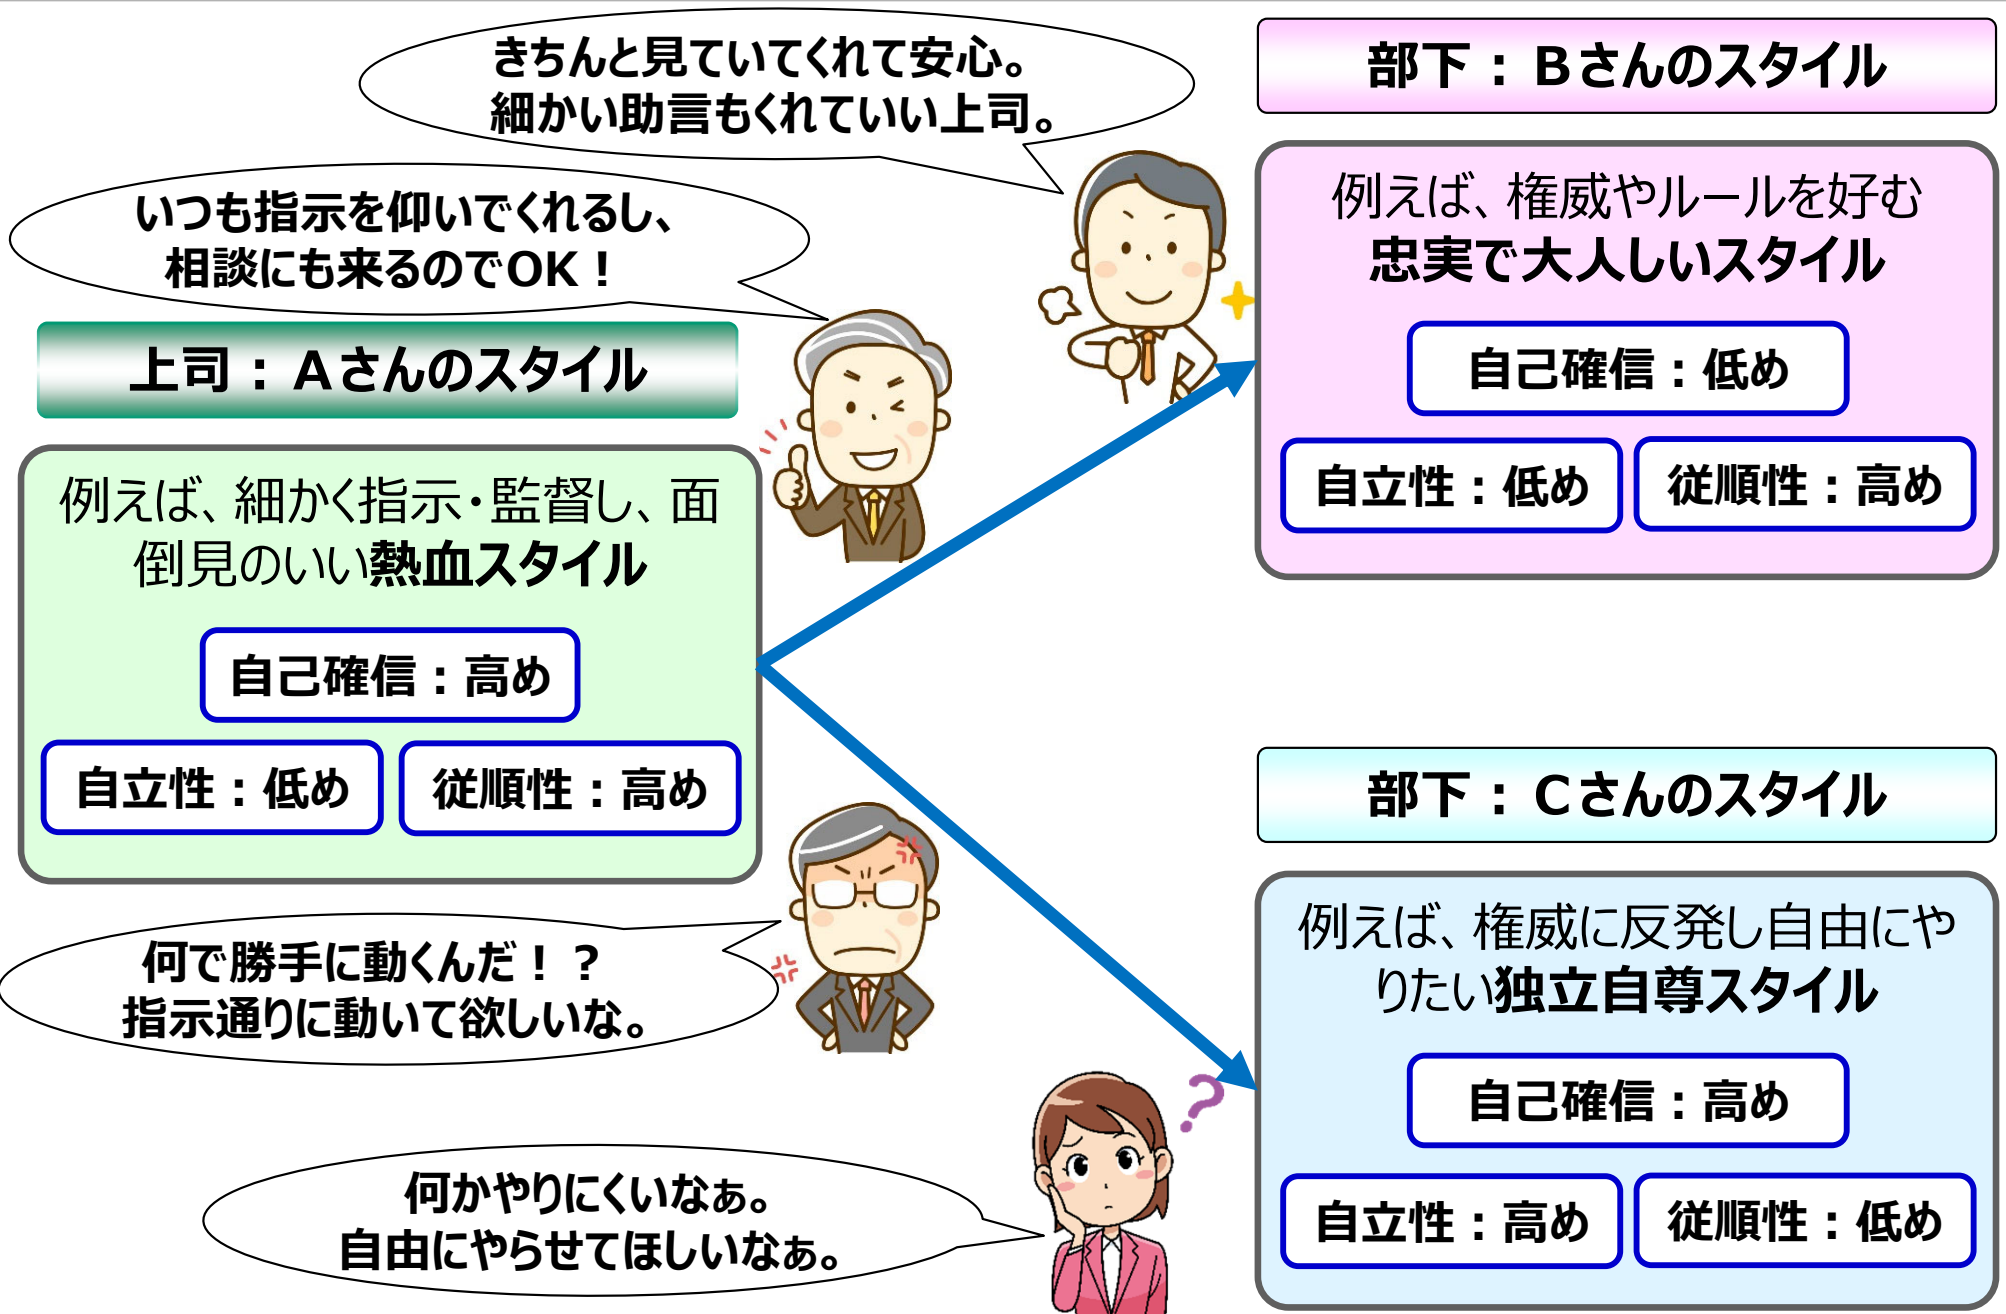 きちんと見ていてくれて安心。
細かい助言もくれていい上司。
いつも指示を仰いでくれるし、
相談にも来るのでOK！
上司：Aさんのスタイル
例えば、細かく指示・監督し、面
倒見のいい熱血スタイル
自己確信：高め
自立性：低め
従順性：高め
何で勝手に動くんだ！？
指示通りに動いて欲しいな。
何かやりにくいなぁ。
自由にやらせてほしいなぁ。
部下：Bさんのスタイル
例えば、権威やルールを好む
忠実で大人しいスタイル
自己確信：低め
自立性：低め
従順性：高め
部下：Cさんのスタイル
例えば、権威に反発し自由にや
りたい独立自尊スタイル
自己確信：高め
自立性：高め
従順性：低め